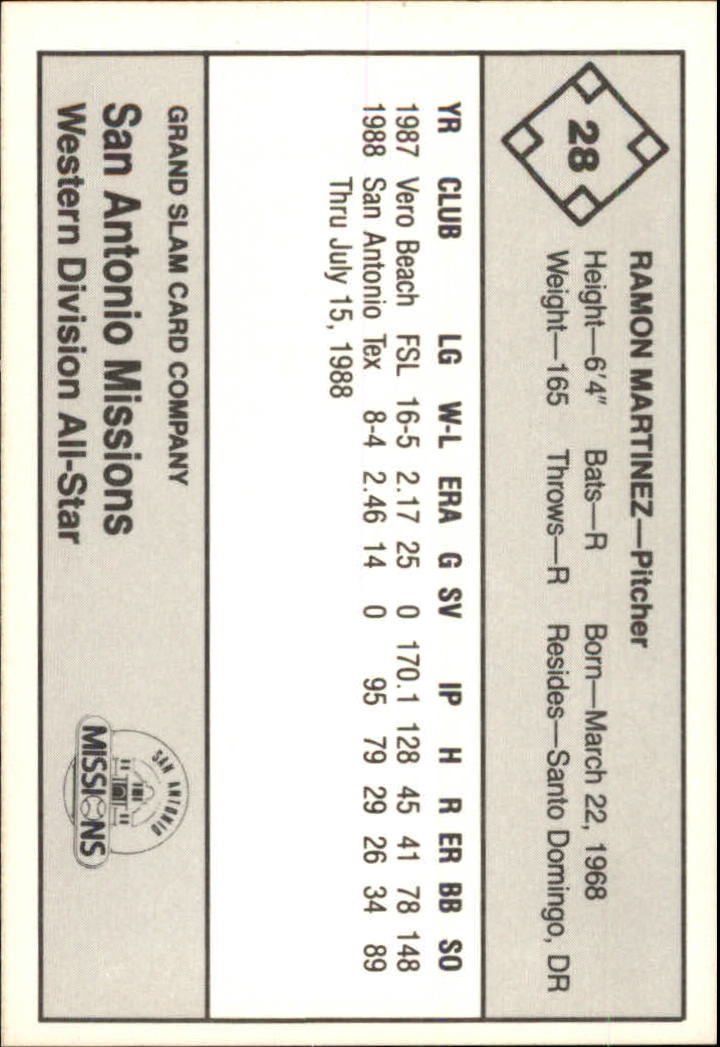 28
RAMON MARTINEZ—Pitcher
Height—6'4" Bats—R Born—March 22, 1968
Weight—165 Throws—R Resides—Santo Domingo, DR
YR CLUB LG W-L ERA G SV IP H R ER BB SO
1987 Vero Beach FSL 16-5 2.17 25 0 170.1 128 45 41 78 148
1988 San Antonio Tex 8-4 2.46 14 0 95 79 29 26 34 89
Thru July 15, 1988
GRAND SLAM CARD COMPANY
San Antonio Missions
Western Division All-Star
SAN ANTONIO
MISSIONS